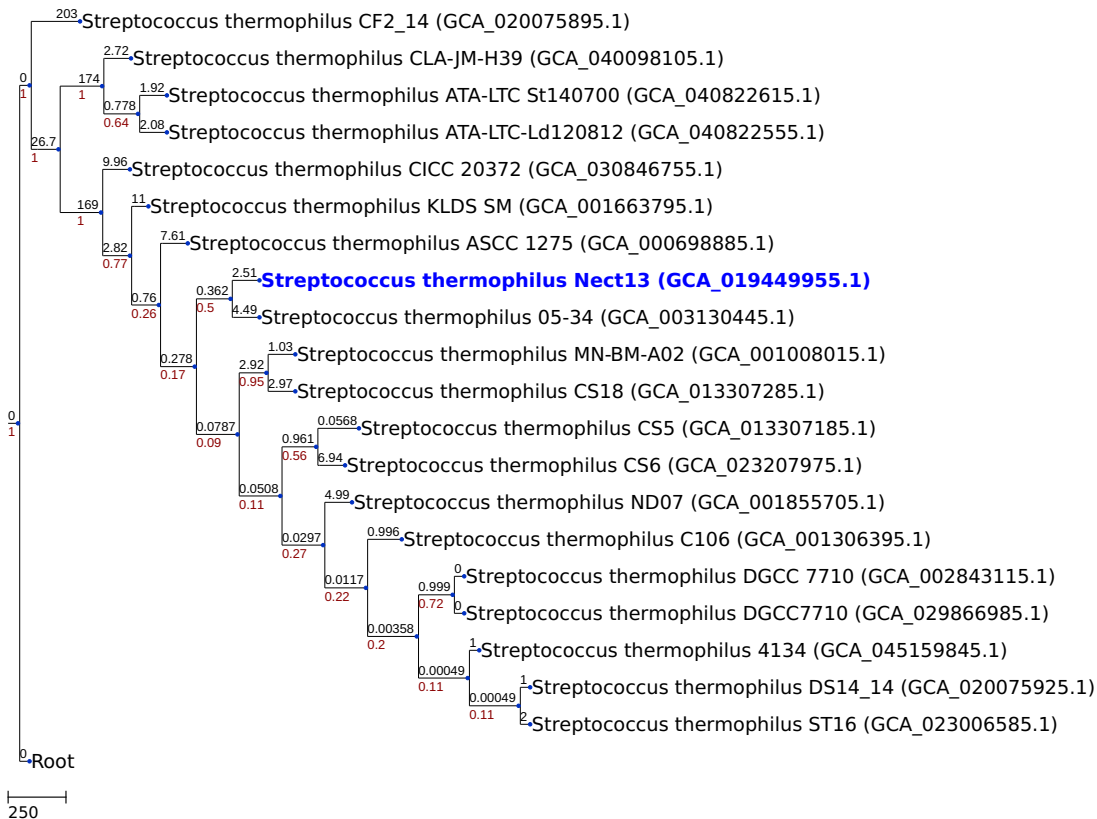 203 Streptococcus thermophilus CF2_14 (GCA_020075895.1)
2.72 Streptococcus thermophilus CLA-JM-H39 (GCA_040098105.1)
0 174
1 1
1.92 Streptococcus thermophilus ATA-LTC St140700 (GCA_040822615.1)
0.778
0.64
2.08 Streptococcus thermophilus ATA-LTC-Ld120812 (GCA_040822555.1)
26.7
1
9.96 Streptococcus thermophilus CICC 20372 (GCA_030846755.1)
169
1
11 Streptococcus thermophilus KLDS SM (GCA_001663795.1)
7.61 Streptococcus thermophilus ASCC 1275 (GCA_000698885.1)
2.82
0.77
2.51 Streptococcus thermophilus Nect13 (GCA_019449955.1)
0.76 0.362
0.26 0.5
4.49 Streptococcus thermophilus 05-34 (GCA_003130445.1)
1.03 Streptococcus thermophilus MN-BM-A02 (GCA_001008015.1)
0.278 2.92
0.17 0.95
2.97 Streptococcus thermophilus CS18 (GCA_013307285.1)
0
1
0.0568 Streptococcus thermophilus CS5 (GCA_013307185.1)
0.0787 0.961
0.09 0.56
6.94 Streptococcus thermophilus CS6 (GCA_023207975.1)
4.99 Streptococcus thermophilus ND07 (GCA_001855705.1)
0.0508
0.11
0.996 Streptococcus thermophilus C106 (GCA_001306395.1)
0.0297
0.27
0 Streptococcus thermophilus DGCC 7710 (GCA_002843115.1)
0.0117 0.999
0.22 0.72
0 Streptococcus thermophilus DGCC7710 (GCA_029866985.1)
0.00358
0.2
1 Streptococcus thermophilus 4134 (GCA_045159845.1)
0.00049
0.11
1 Streptococcus thermophilus DS14_14 (GCA_020075925.1)
0.00049
0.11
2 Streptococcus thermophilus ST16 (GCA_023006585.1)
0 Root
250